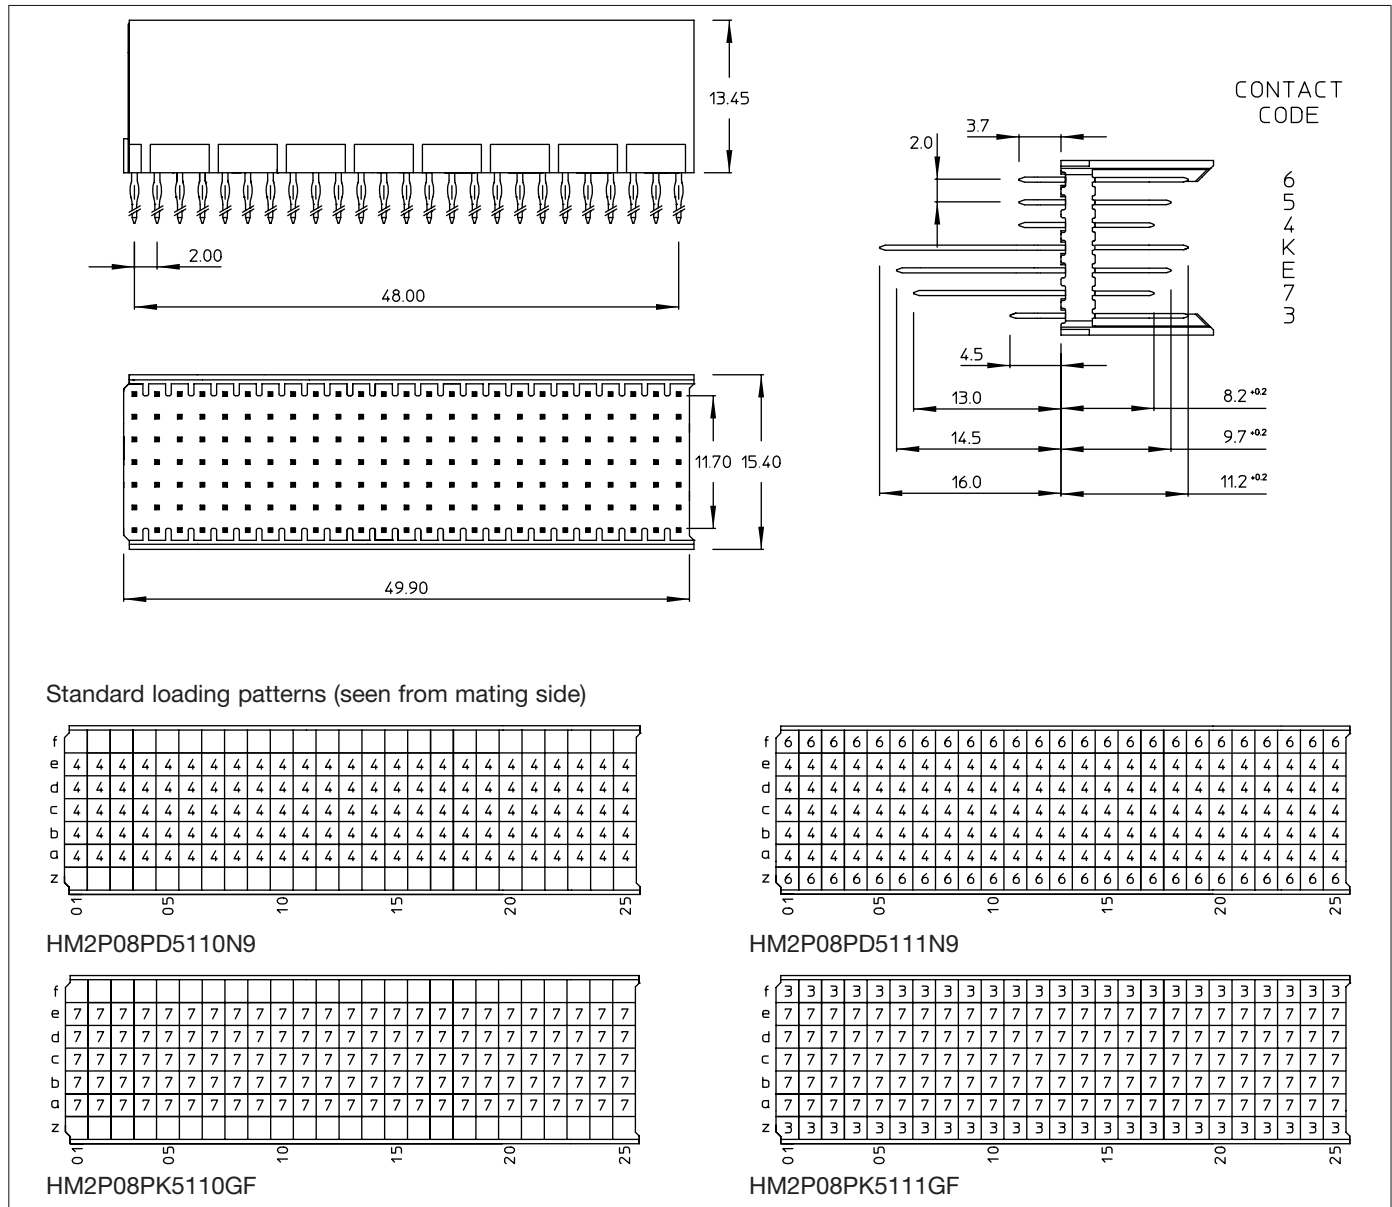 13.45
2.00
48.00
11.70
15.40
49.90
CONTACT
CODE
3.7
2.0
6
5
4
K
E
7
3
4.5
13.0
8.2 +0.2
14.5
9.7 +0.2
16.0
11.2 +0.2
Standard loading patterns (seen from mating side)
f
e 4 4 4 4 4 4 4 4 4 4 4 4 4 4 4 4 4 4 4 4 4 4 4 4 4
d 4 4 4 4 4 4 4 4 4 4 4 4 4 4 4 4 4 4 4 4 4 4 4 4 4
c 4 4 4 4 4 4 4 4 4 4 4 4 4 4 4 4 4 4 4 4 4 4 4 4 4
b 4 4 4 4 4 4 4 4 4 4 4 4 4 4 4 4 4 4 4 4 4 4 4 4 4
a 4 4 4 4 4 4 4 4 4 4 4 4 4 4 4 4 4 4 4 4 4 4 4 4 4
z
01 05 10 15 20 25
HM2P08PD5110N9
f 6 6 6 6 6 6 6 6 6 6 6 6 6 6 6 6 6 6 6 6 6 6 6 6 6
e 4 4 4 4 4 4 4 4 4 4 4 4 4 4 4 4 4 4 4 4 4 4 4 4 4
d 4 4 4 4 4 4 4 4 4 4 4 4 4 4 4 4 4 4 4 4 4 4 4 4 4
c 4 4 4 4 4 4 4 4 4 4 4 4 4 4 4 4 4 4 4 4 4 4 4 4 4
b 4 4 4 4 4 4 4 4 4 4 4 4 4 4 4 4 4 4 4 4 4 4 4 4 4
a 4 4 4 4 4 4 4 4 4 4 4 4 4 4 4 4 4 4 4 4 4 4 4 4 4
z 6 6 6 6 6 6 6 6 6 6 6 6 6 6 6 6 6 6 6 6 6 6 6 6 6
01 05 10 15 20 25
HM2P08PD5111N9
f
e 7 7 7 7 7 7 7 7 7 7 7 7 7 7 7 7 7 7 7 7 7 7 7 7 7
d 7 7 7 7 7 7 7 7 7 7 7 7 7 7 7 7 7 7 7 7 7 7 7 7 7
c 7 7 7 7 7 7 7 7 7 7 7 7 7 7 7 7 7 7 7 7 7 7 7 7 7
b 7 7 7 7 7 7 7 7 7 7 7 7 7 7 7 7 7 7 7 7 7 7 7 7 7
a 7 7 7 7 7 7 7 7 7 7 7 7 7 7 7 7 7 7 7 7 7 7 7 7 7
z
01 05 10 15 20 25
HM2P08PK5110GF
f 3 3 3 3 3 3 3 3 3 3 3 3 3 3 3 3 3 3 3 3 3 3 3 3 3
e 7 7 7 7 7 7 7 7 7 7 7 7 7 7 7 7 7 7 7 7 7 7 7 7 7
d 7 7 7 7 7 7 7 7 7 7 7 7 7 7 7 7 7 7 7 7 7 7 7 7 7
c 7 7 7 7 7 7 7 7 7 7 7 7 7 7 7 7 7 7 7 7 7 7 7 7 7
b 7 7 7 7 7 7 7 7 7 7 7 7 7 7 7 7 7 7 7 7 7 7 7 7 7
a 7 7 7 7 7 7 7 7 7 7 7 7 7 7 7 7 7 7 7 7 7 7 7 7 7
z 3 3 3 3 3 3 3 3 3 3 3 3 3 3 3 3 3 3 3 3 3 3 3 3 3
01 05 10 15 20 25
HM2P08PK5111GF